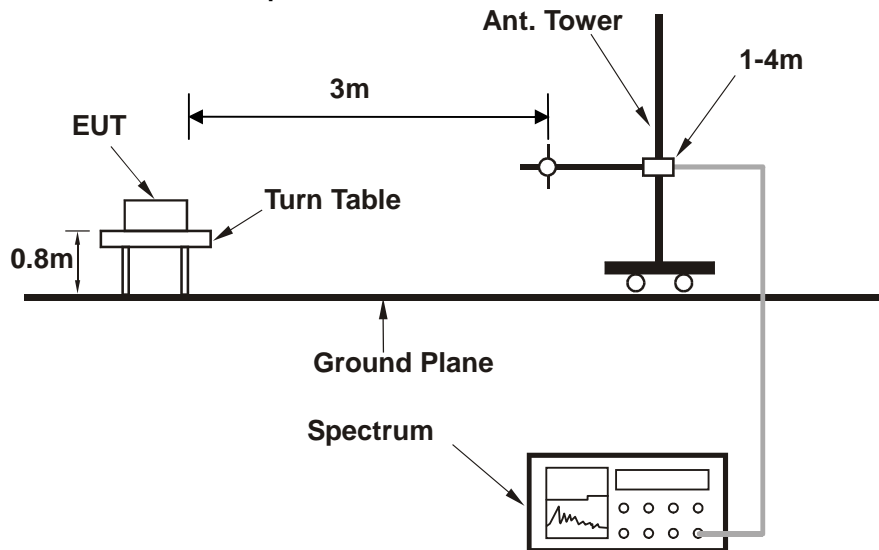 Ant. Tower
1-4m
3m
EUT
Turn Table
0.8m
Ground Plane
Spectrum